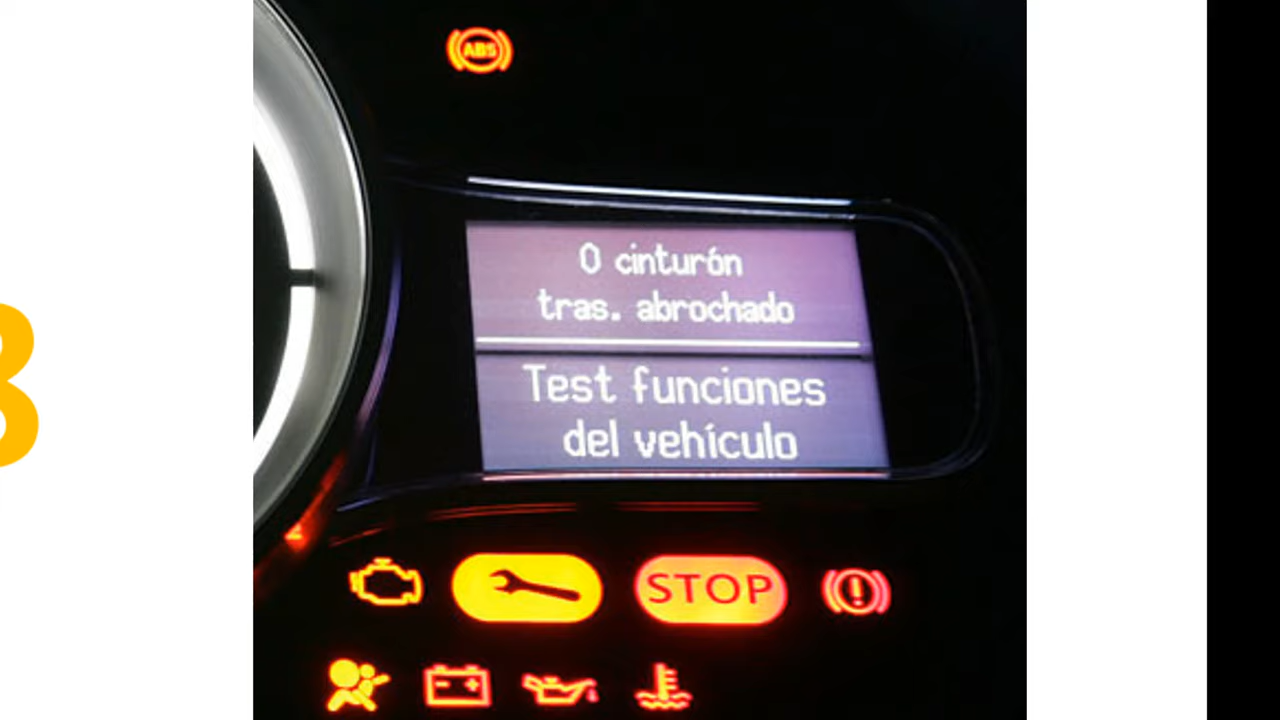 ABS
0 cinturón
tras. abrochado
Test funciones
del vehículo
STOP